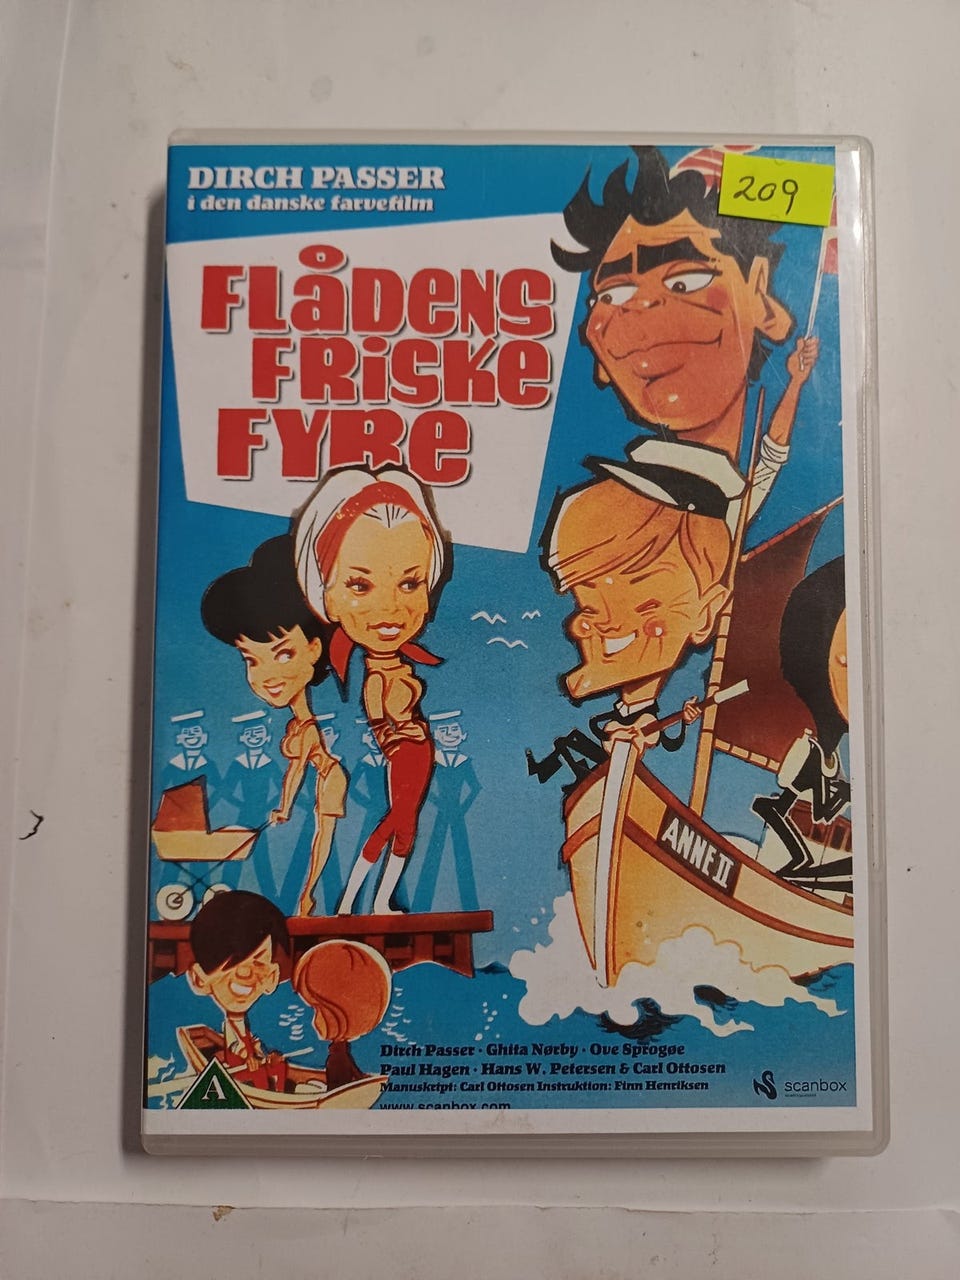 DIRCH PASSER
i den danske farvefilm
209
FLÅDENS
FRISKE
FYRE
ANNE II
Dirch Passer · Ghita Nørby · Ove Sprogøe
Paul Hagen · Hans W. Petersen & Carl Ottosen
Manuskript: Carl Ottosen Instruktion: Finn Henriksen
www.scanbox.com
scanbox
A